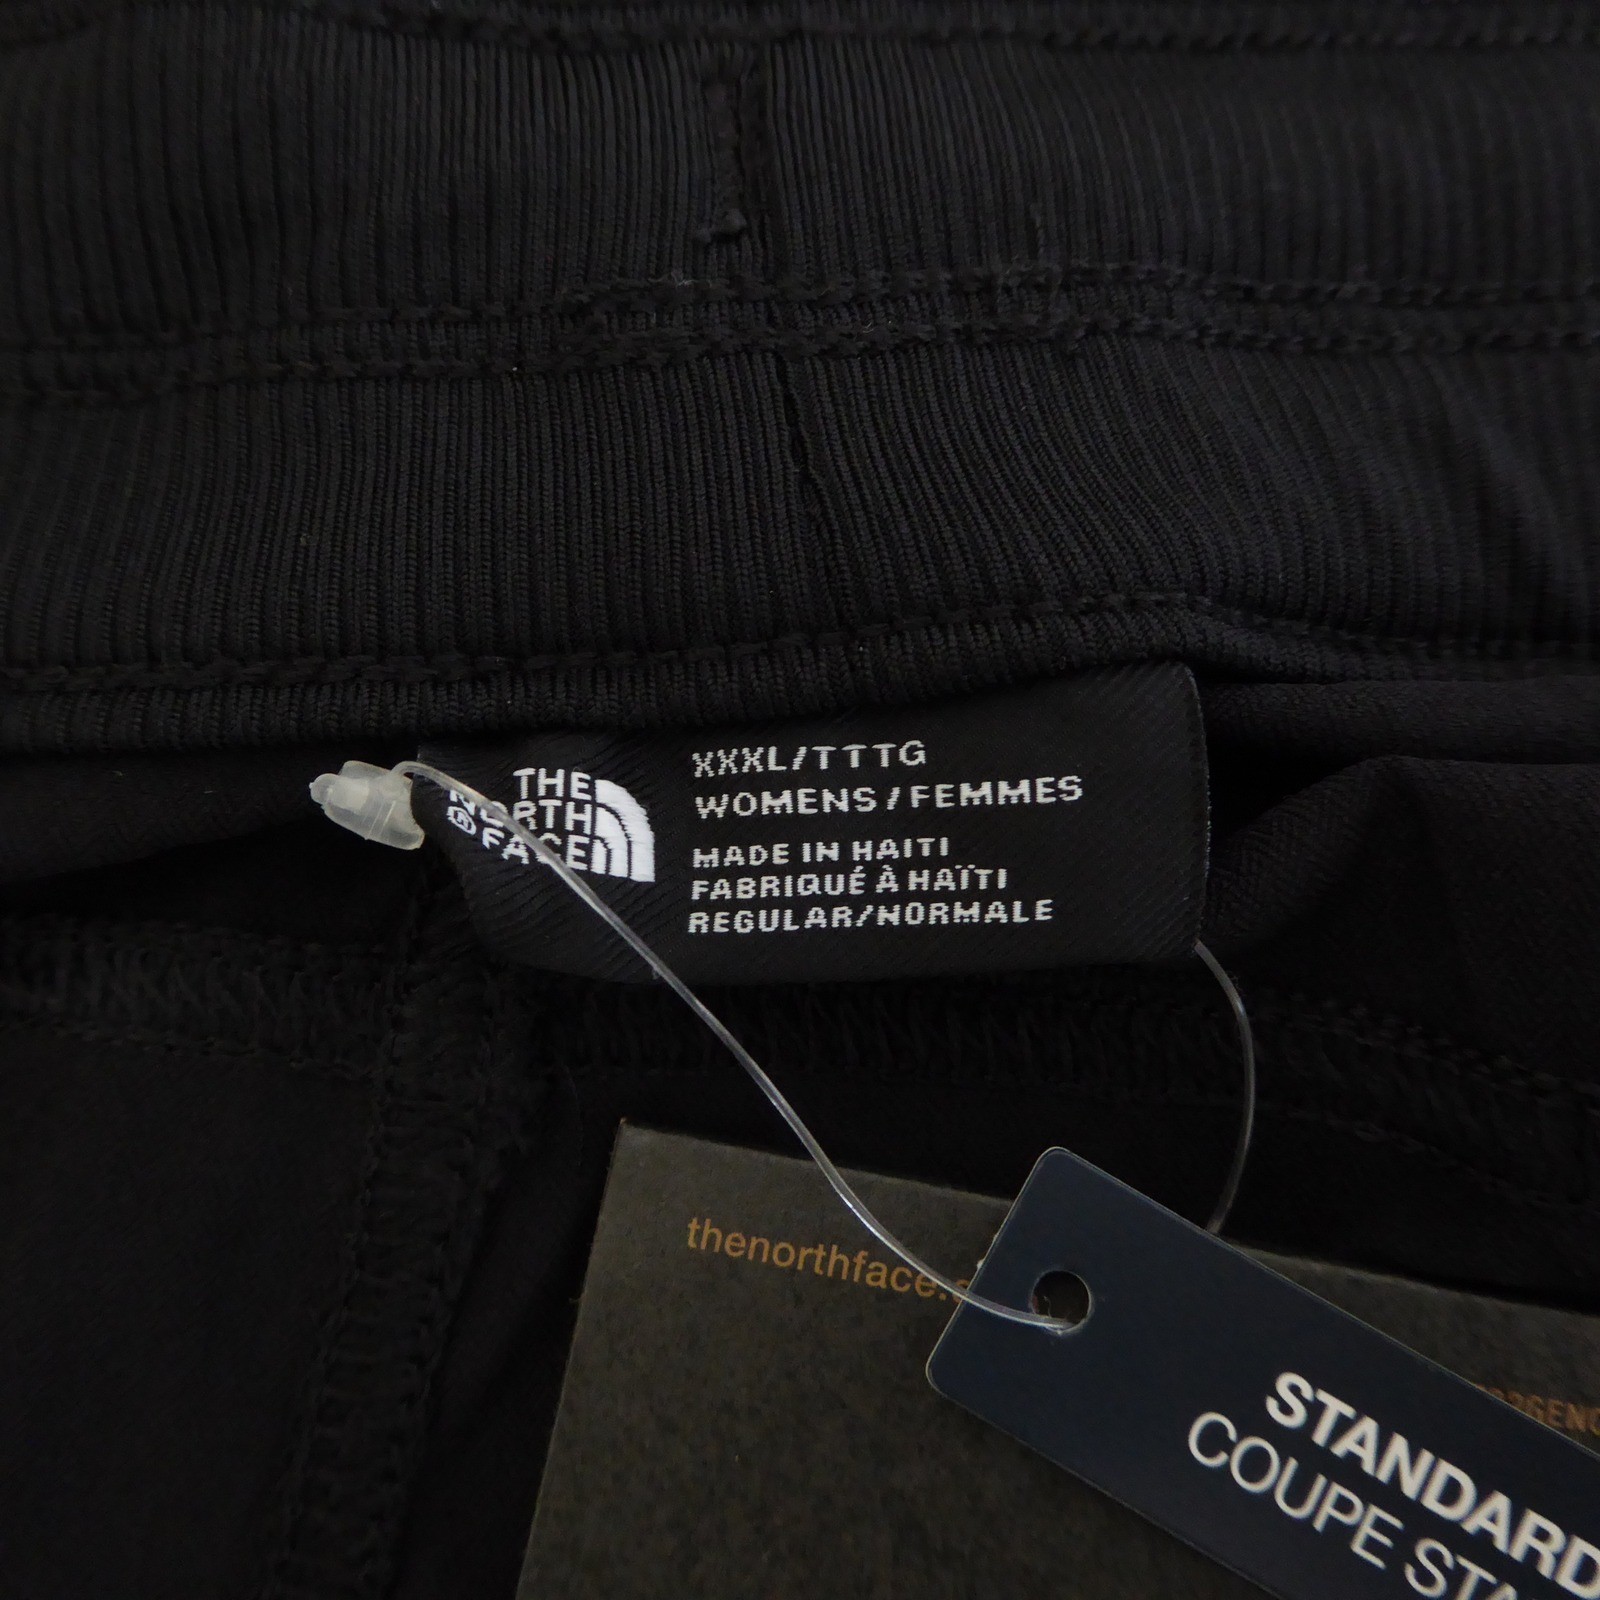 THE
NORTH
FACE
XXXL/TTTG
WOMENS/FEMMES
MADE IN HAITI
FABRIQUÉ À HAÏTI
REGULAR/NORMALE
thenorthface.
STANDARD
COUPE STA